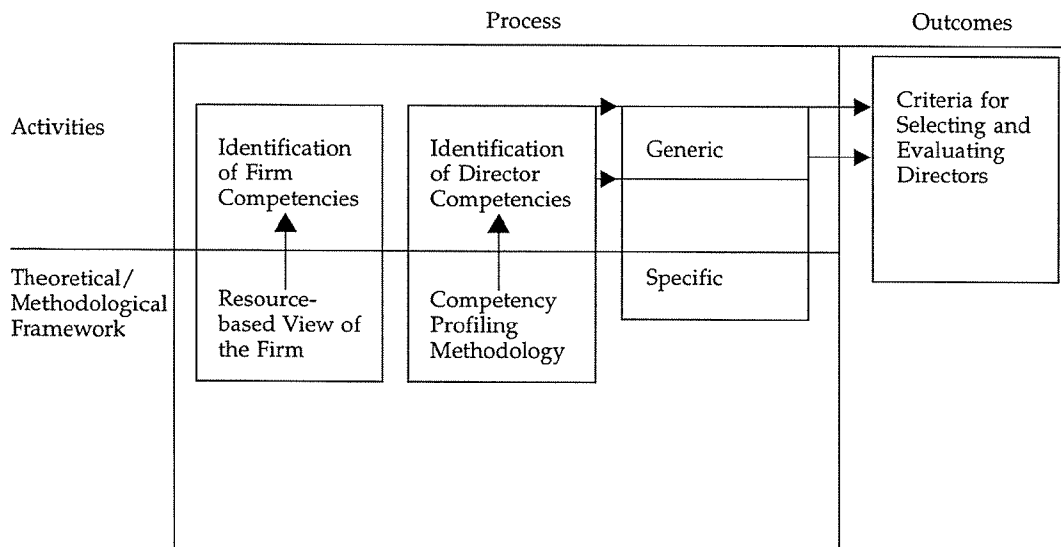 Process
Outcomes
Activities
Identification
of Firm
Competencies
Identification
of Director
Competencies
Generic
Criteria for
Selecting and
Evaluating
Directors
Theoretical/
Methodological
Framework
Resource-
based View of
the Firm
Competency
Profiling
Methodology
Specific